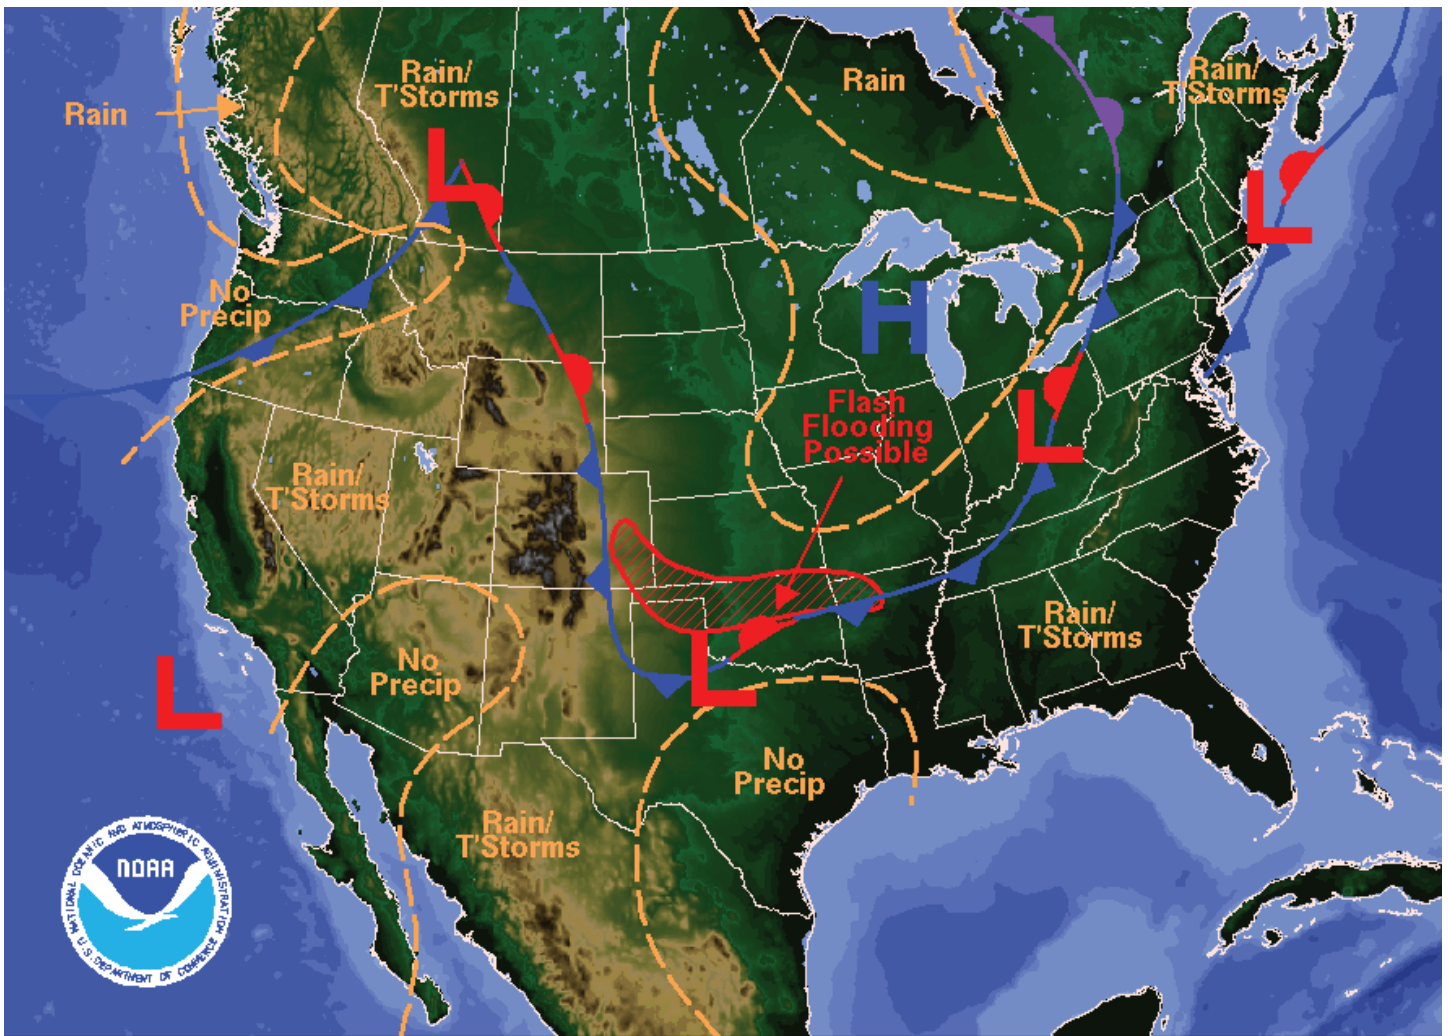 Rain/
T'Storms
Rain
Rain
Rain/
T'Storms
L
L
No
Precip
H
Flash
Flooding
Possible
L
Rain/
T'Storms
Rain/
T'Storms
No
Precip
L
L
No
Precip
Rain/
T'Storms
NATIONAL OCEANIC AND ATMOSPHERIC ADMINISTRATION
NOAA
U.S. DEPARTMENT OF COMMERCE